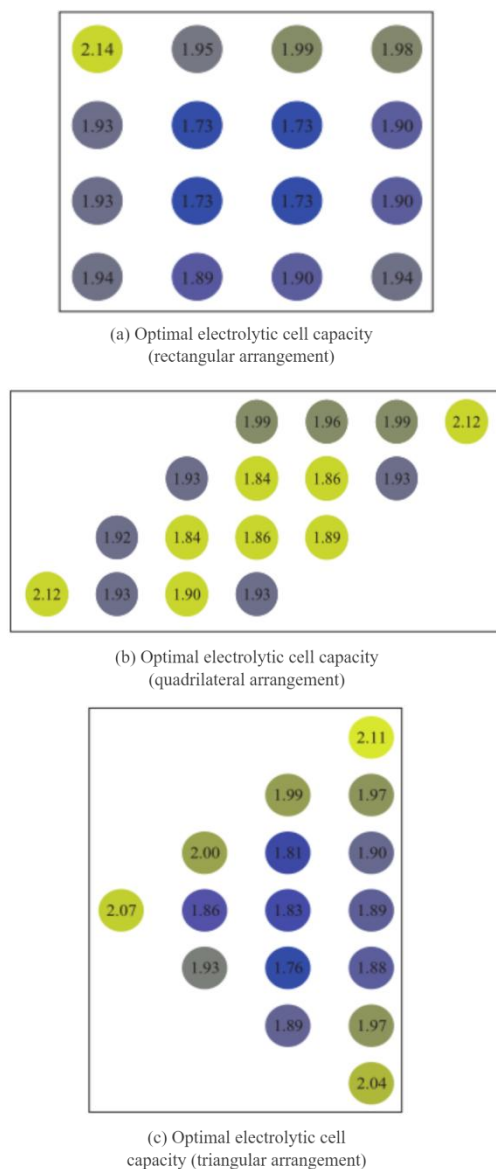 2.14 1.95 1.99 1.98
1.93 1.73 1.73 1.90
1.93 1.73 1.73 1.90
1.94 1.89 1.90 1.94
(a) Optimal electrolytic cell capacity
(rectangular arrangement)
1.99 1.96 1.99 2.12
1.93 1.84 1.86 1.93
1.92 1.84 1.86 1.89
2.12 1.93 1.90 1.93
(b) Optimal electrolytic cell capacity
(quadrilateral arrangement)
2.11
1.99 1.97
2.00 1.81 1.90
2.07 1.86 1.83 1.89
1.93 1.76 1.88
1.89 1.97
2.04
(c) Optimal electrolytic cell
capacity (triangular arrangement)